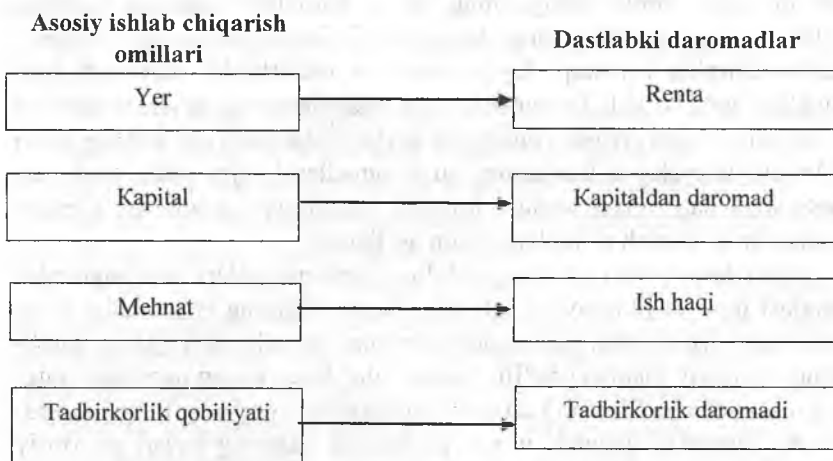 Asosiy ishlab chiqarish
omillari
Dastlabki daromadlar
Yer
Renta
Kapital
Kapitaldan daromad
Mehnat
Ish haqi
Tadbirkorlik qobiliyati
Tadbirkorlik daromadi